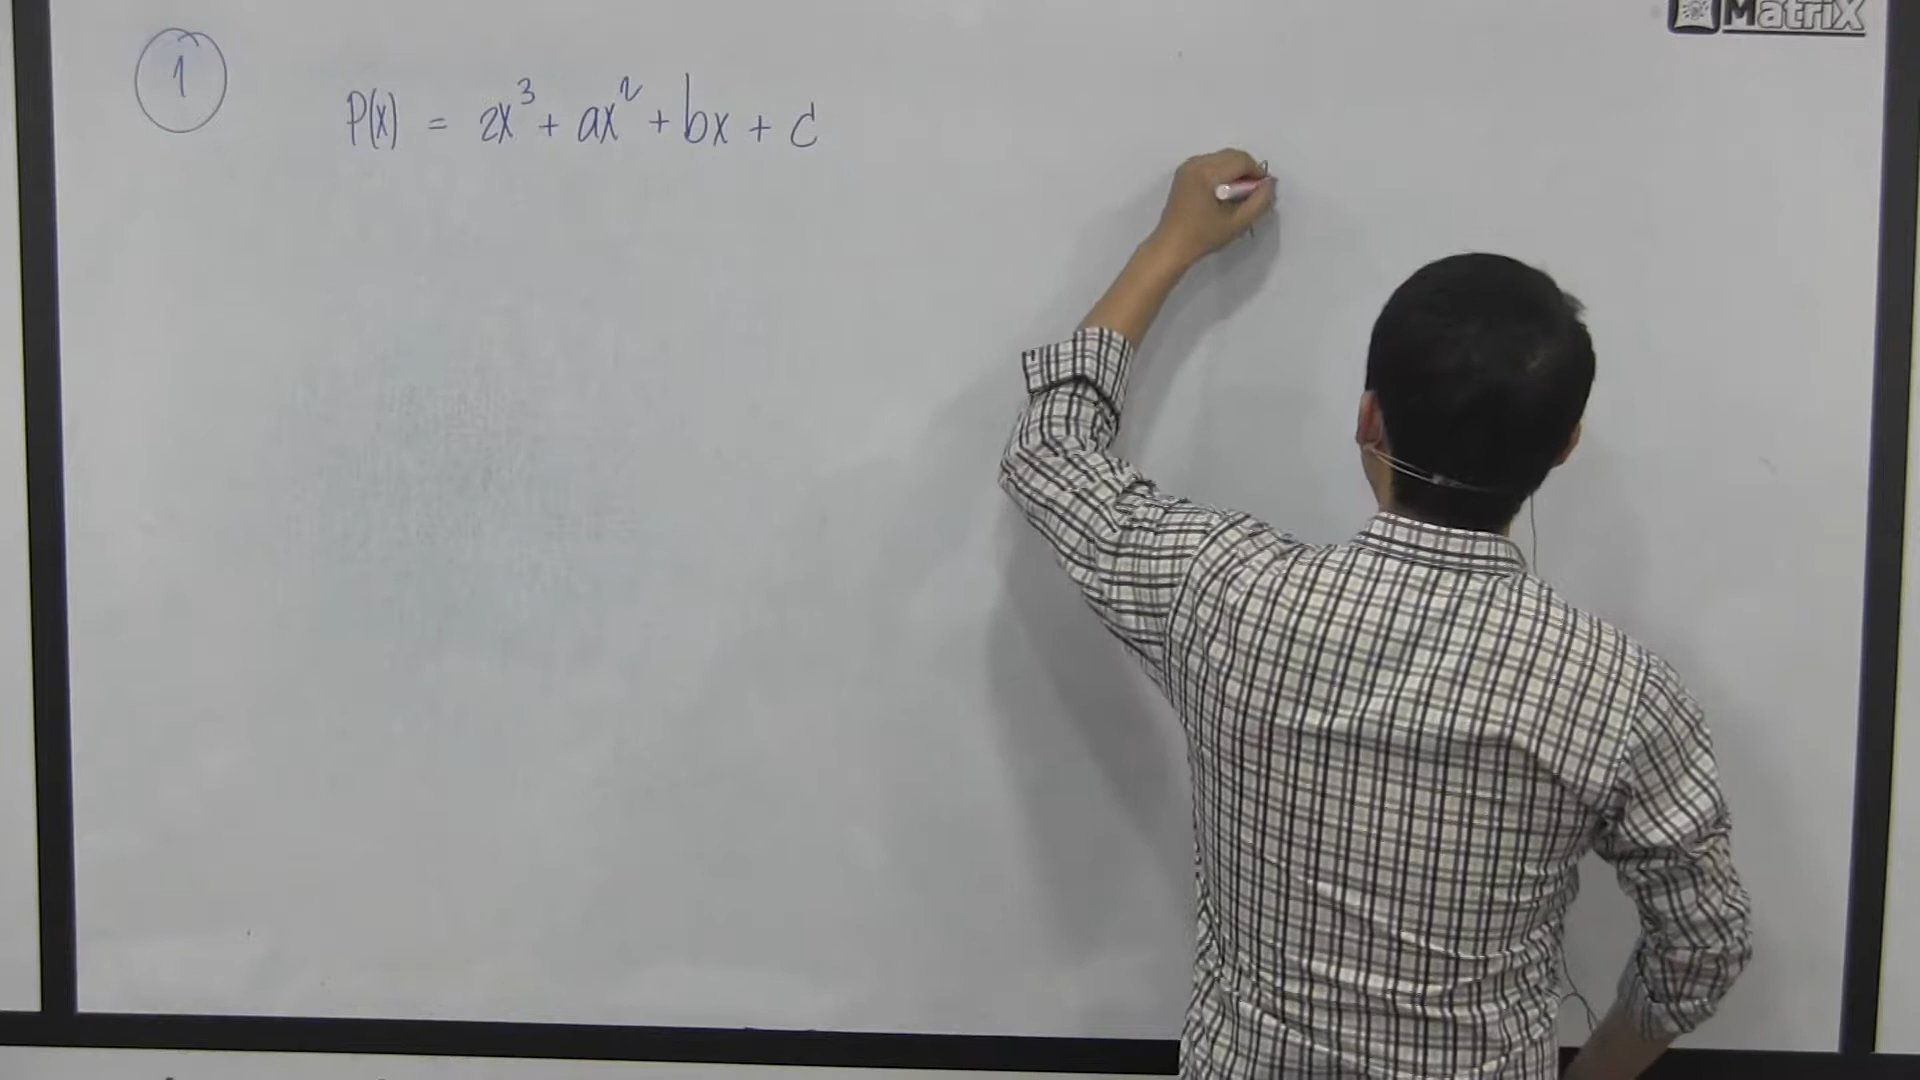 MatriX
1
P(x) = 2x³ + ax² + bx + c